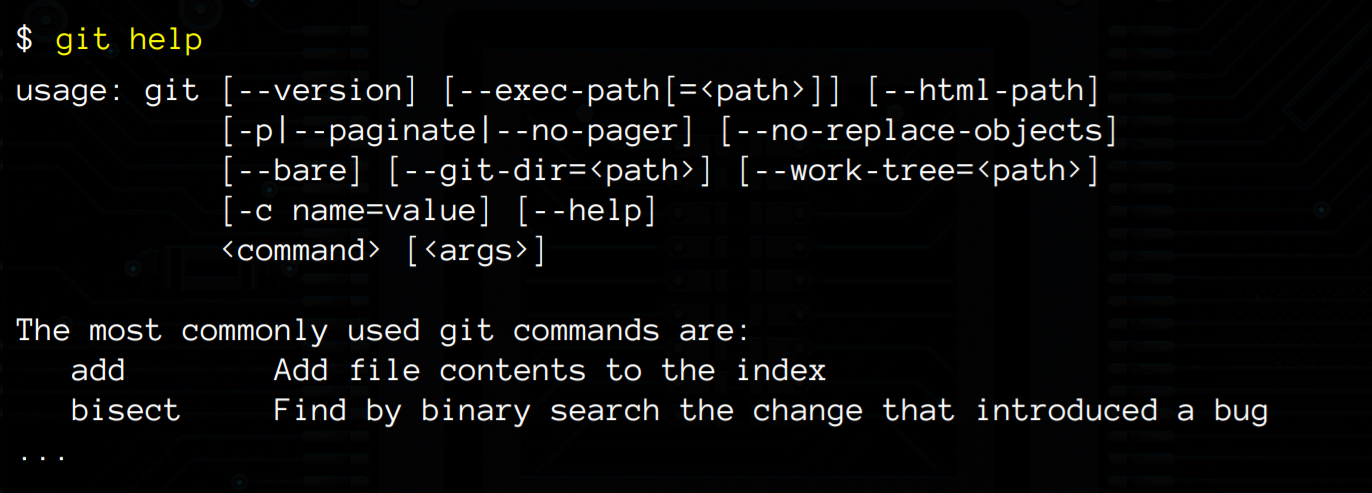 $ git help
usage: git [--version] [--exec-path[=<path>]] [--html-path]
           [-p|--paginate|--no-pager] [--no-replace-objects]
           [--bare] [--git-dir=<path>] [--work-tree=<path>]
           [-c name=value] [--help]
           <command> [<args>]

The most commonly used git commands are:
   add        Add file contents to the index
   bisect     Find by binary search the change that introduced a bug
...